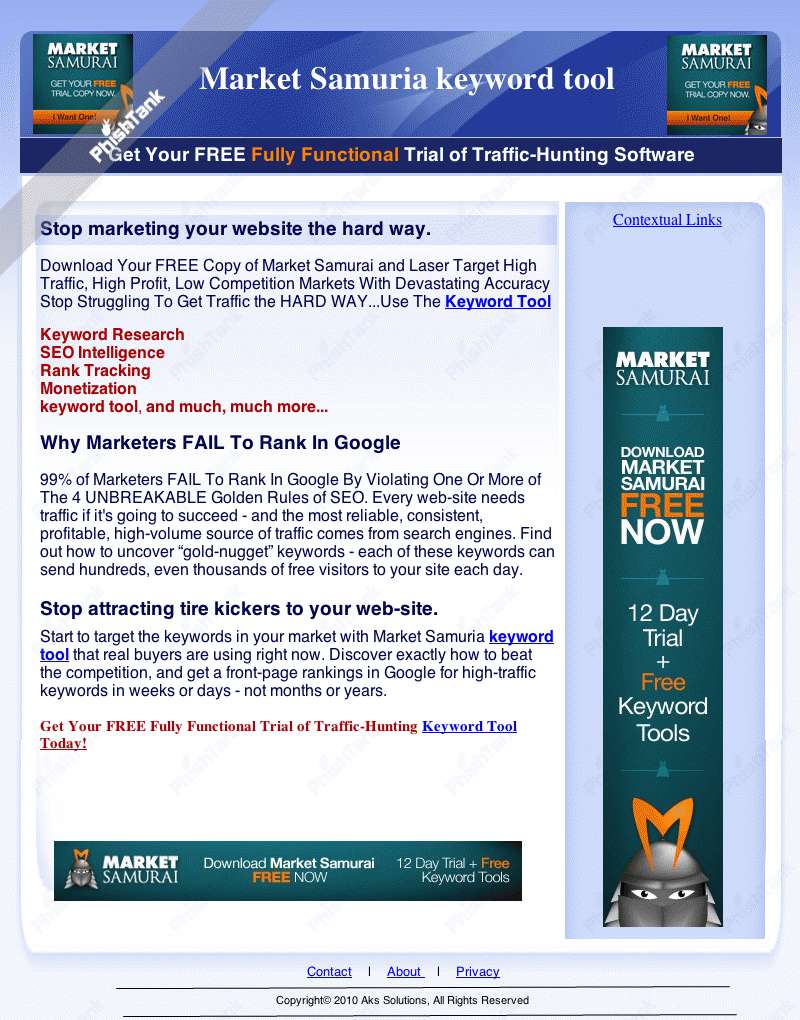 MARKET
SAMURAI
GET YOUR FREE
TRIAL COPY NOW.
I Want One!
PhishTank
Market Samuria keyword tool
MARKET
SAMURAI
GET YOUR FREE
TRIAL COPY NOW.
I Want One!
Get Your FREE Fully Functional Trial of Traffic-Hunting Software
Stop marketing your website the hard way.
Download Your FREE Copy of Market Samurai and Laser Target High
Traffic, High Profit, Low Competition Markets With Devastating Accuracy
Stop Struggling To Get Traffic the HARD WAY...Use The Keyword Tool
Keyword Research
SEO Intelligence
Rank Tracking
Monetization
keyword tool, and much, much more...
Why Marketers FAIL To Rank In Google
99% of Marketers FAIL To Rank In Google By Violating One Or More of
The 4 UNBREAKABLE Golden Rules of SEO. Every web-site needs
traffic if it's going to succeed - and the most reliable, consistent,
profitable, high-volume source of traffic comes from search engines. Find
out how to uncover “gold-nugget” keywords - each of these keywords can
send hundreds, even thousands of free visitors to your site each day.
Stop attracting tire kickers to your web-site.
Start to target the keywords in your market with Market Samuria keyword
tool that real buyers are using right now. Discover exactly how to beat
the competition, and get a front-page rankings in Google for high-traffic
keywords in weeks or days - not months or years.
Get Your FREE Fully Functional Trial of Traffic-Hunting Keyword Tool
Today!
MARKET
SAMURAI
Download Market Samurai
FREE NOW
12 Day Trial + Free
Keyword Tools
Contextual Links
MARKET
SAMURAI
DOWNLOAD
MARKET
SAMURAI
FREE
NOW
12 Day
Trial
+
Free
Keyword
Tools
Contact | About | Privacy
Copyright© 2010 Aks Solutions, All Rights Reserved